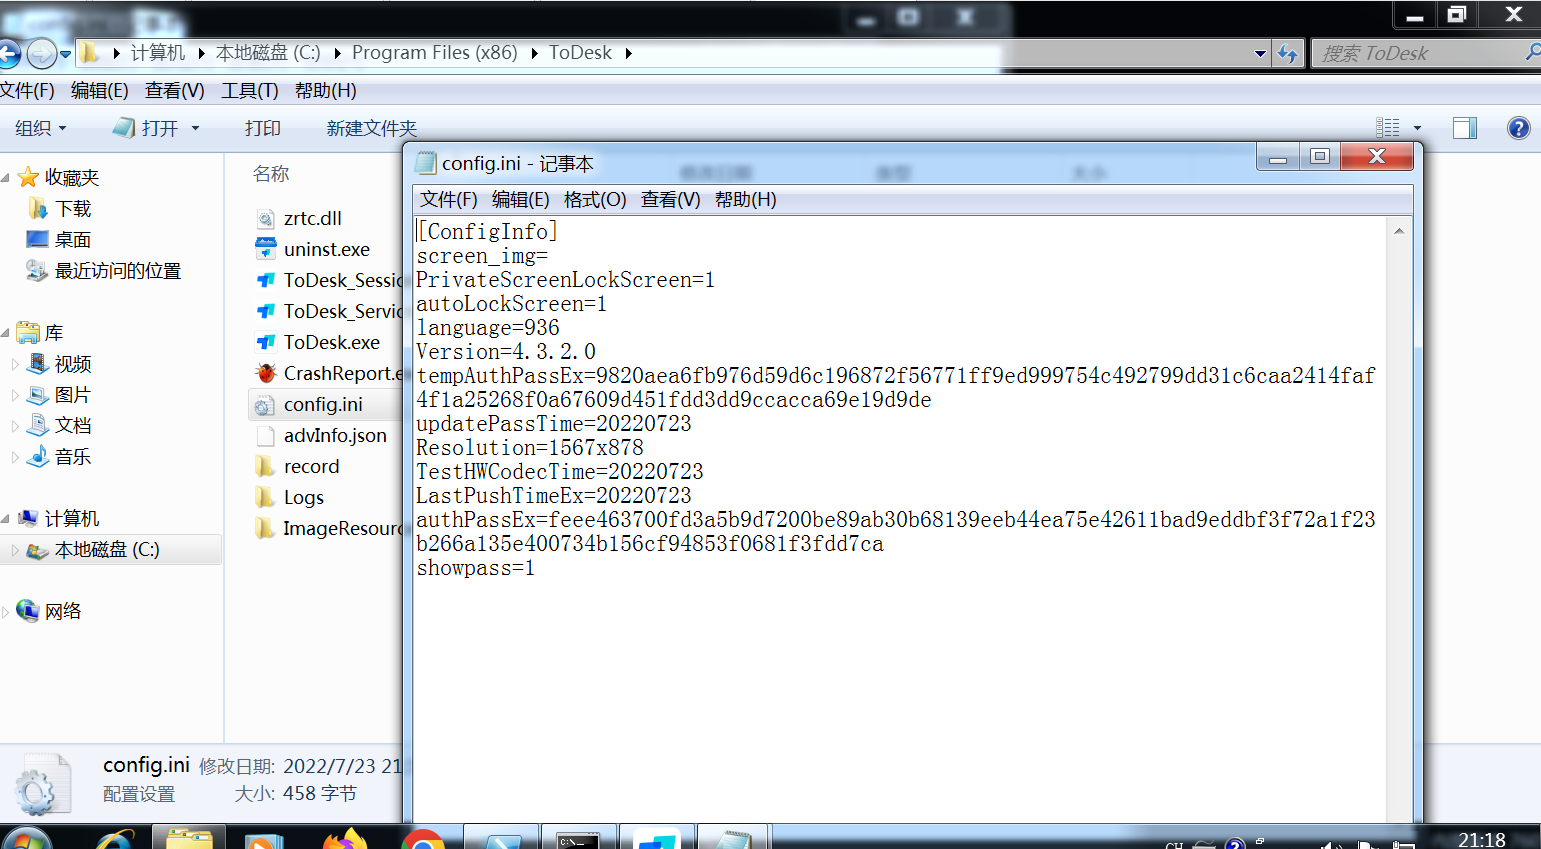 计算机 本地磁盘 (C:) Program Files (x86) ToDesk
搜索 ToDesk
文件(F) 编辑(E) 查看(V) 工具(T) 帮助(H)
组织 打开 打印 新建文件夹
收藏夹
下载
桌面
最近访问的位置
库
视频
图片
文档
音乐
计算机
本地磁盘 (C:)
网络
名称
zrtc.dll
uninst.exe
ToDesk_Sessic
ToDesk_Servic
ToDesk.exe
CrashReport.e
config.ini
advInfo.json
record
Logs
ImageResourc
config.ini - 记事本
文件(F) 编辑(E) 格式(O) 查看(V) 帮助(H)
[ConfigInfo]
screen_img=
PrivateScreenLockScreen=1
autoLockScreen=1
language=936
Version=4.3.2.0
tempAuthPassEx=9820aea6fb976d59d6c196872f56771ff9ed999754c492799dd31c6caa2414faf
4f1a25268f0a67609d451fdd3dd9ccacca69e19d9de
updatePassTime=20220723
Resolution=1567x878
TestHWCodecTime=20220723
LastPushTimeEx=20220723
authPassEx=feee463700fd3a5b9d7200be89ab30b68139eeb44ea75e42611bad9eddbf3f72a1f23
b266a135e400734b156cf94853f0681f3fdd7ca
showpass=1
config.ini 修改日期: 2022/7/23 21
配置设置 大小: 458 字节
CH
21:18